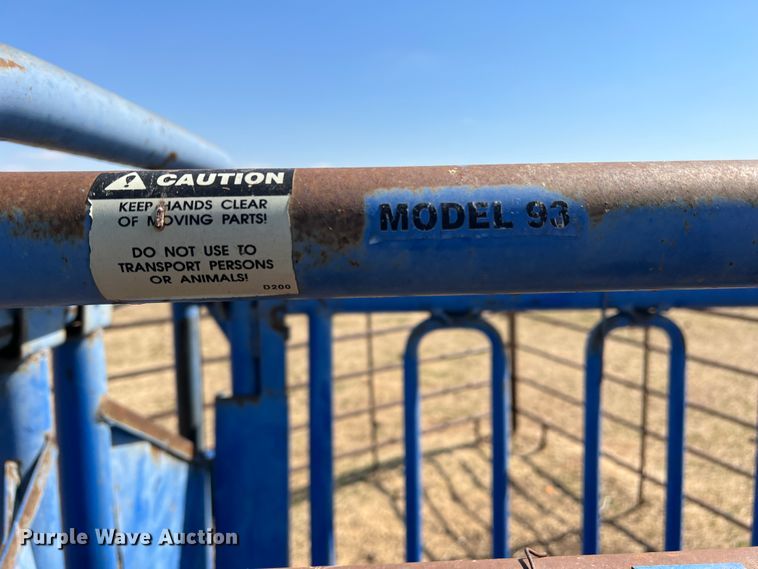 CAUTION
KEEP HANDS CLEAR
OF MOVING PARTS!
DO NOT USE TO
TRANSPORT PERSONS
OR ANIMALS!
D200
MODEL 93
Purple Wave Auction